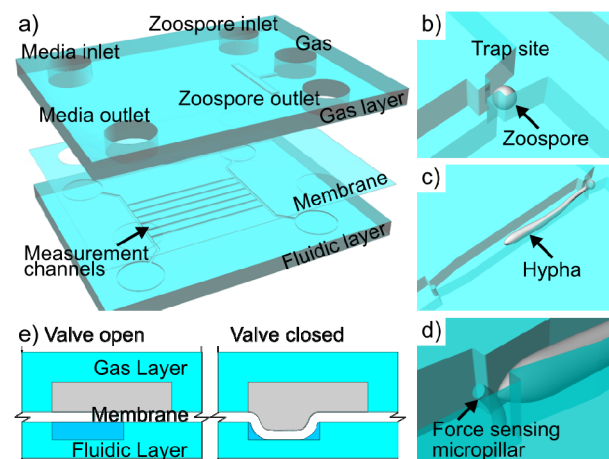 a)
Zoospore inlet
Media inlet
Gas
Media outlet
Zoospore outlet
Gas layer
Membrane
Measurement
channels
Fluidic layer
b)
Trap site
Zoospore
c)
Hypha
d)
Force sensing
micropillar
e)
Valve open
Valve closed
Gas Layer
Membrane
Fluidic Layer